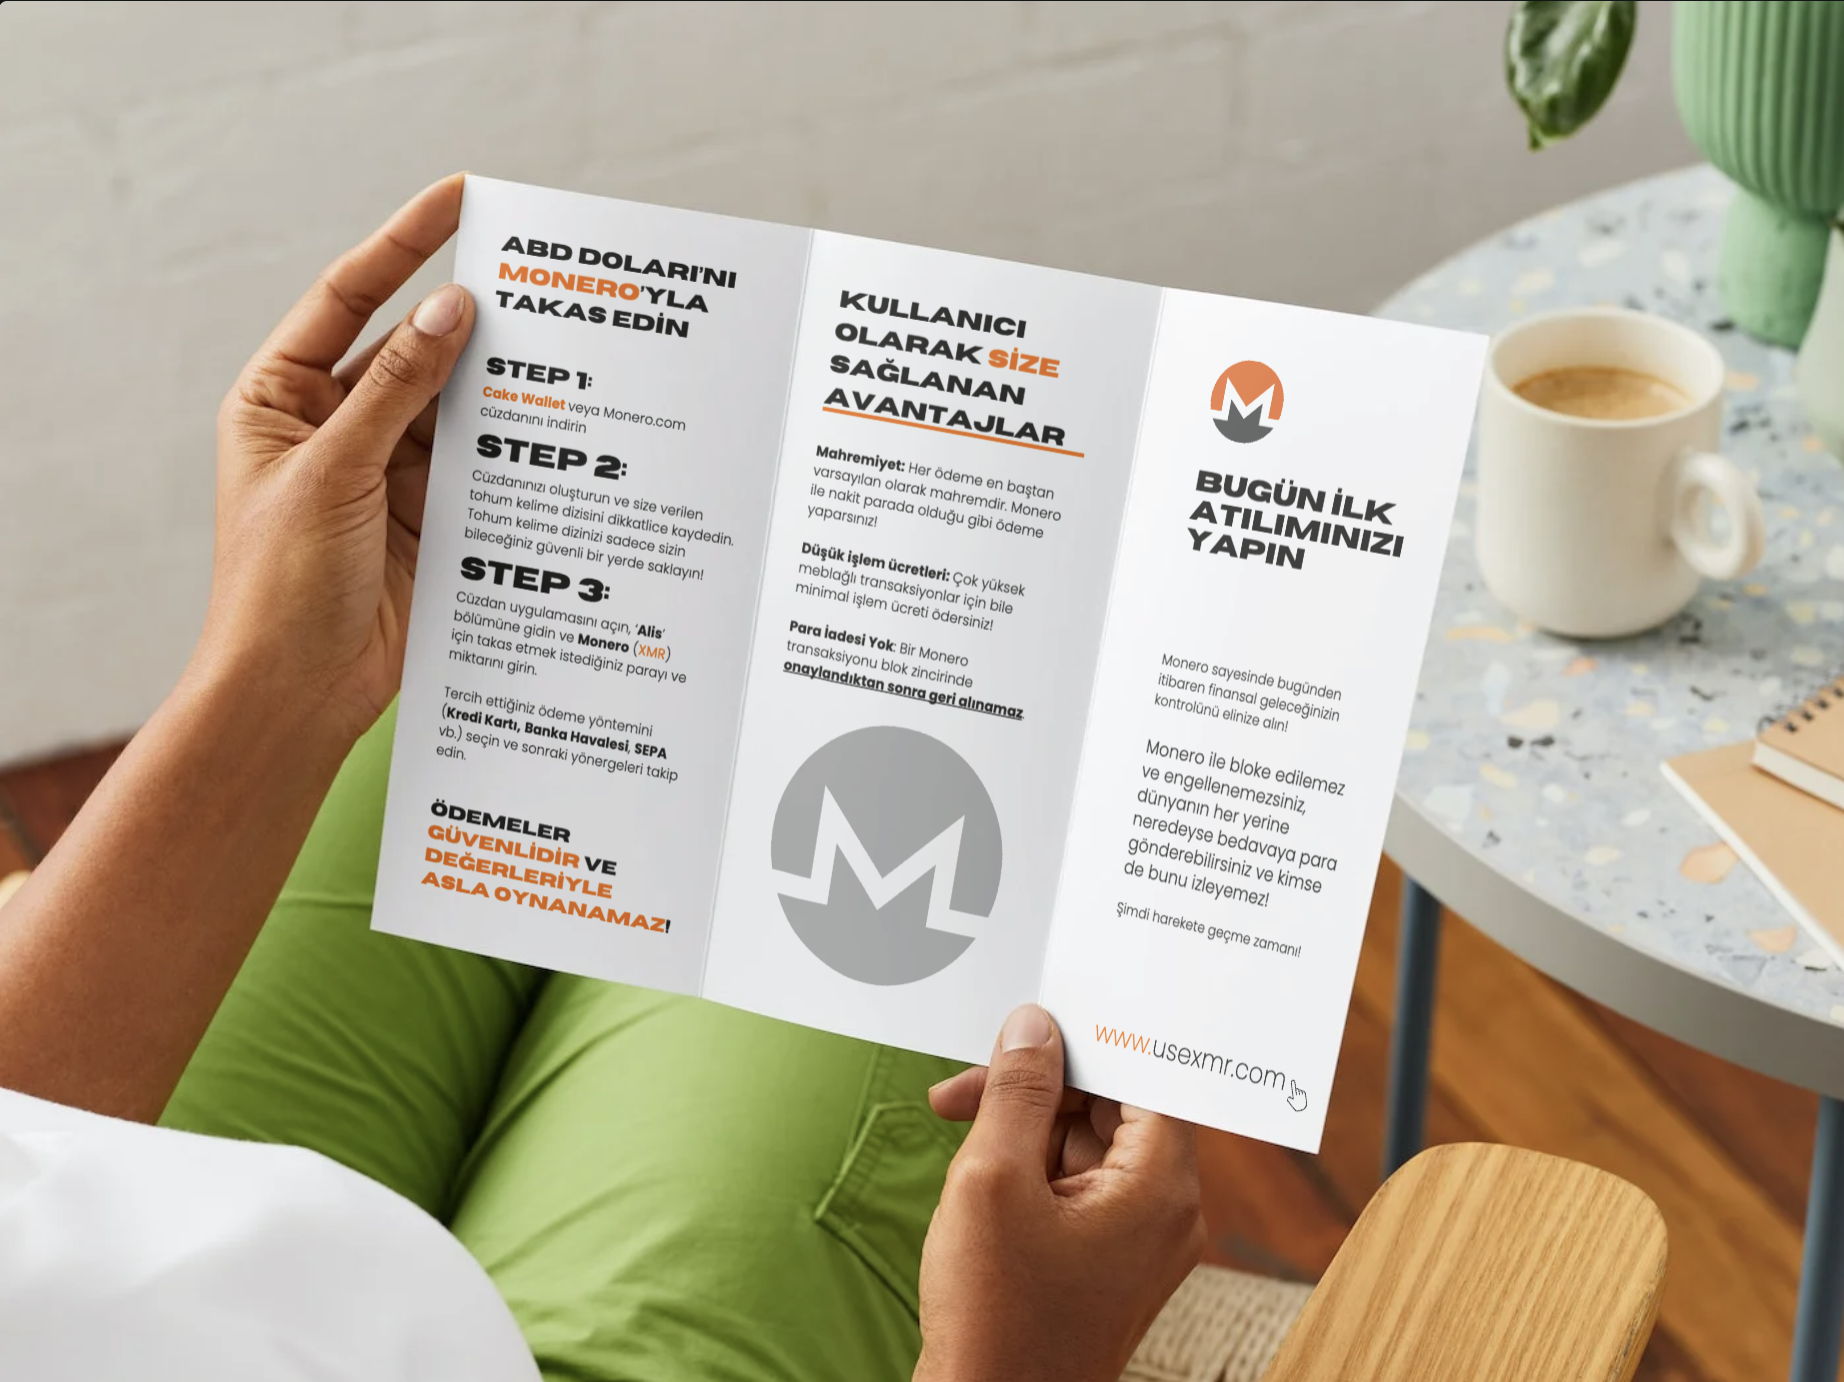 ABD DOLARI'NI
MONERO'YLA
TAKAS EDİN
STEP 1:
Cake Wallet veya Monero.com
cüzdanını indirin
STEP 2:
Cüzdanınızı oluşturun ve size verilen
tohum kelime dizisini dikkatlice kaydedin.
Tohum kelime dizinizi sadece sizin
bileceğiniz güvenli bir yerde saklayın!
STEP 3:
Cüzdan uygulamasını açın, ‘Alis’
bölümüne gidin ve Monero (XMR)
için takas etmek istediğiniz parayı ve
miktarını girin.
Tercih ettiğiniz ödeme yöntemini
(Kredi Kartı, Banka Havalesi, SEPA
vb.) seçin ve sonraki yönergeleri takip
edin.
ÖDEMELER
GÜVENLİDİR VE
DEĞERLERİYLE
ASLA OYNANAMAZ!
KULLANICI
OLARAK SİZE
SAĞLANAN
AVANTAJLAR
Mahremiyet: Her ödeme en baştan
varsayılan olarak mahremdir. Monero
ile nakit parada olduğu gibi ödeme
yaparsınız!
Düşük işlem ücretleri: Çok yüksek
meblağlı transaksiyonlar için bile
minimal işlem ücreti ödersiniz!
Para İadesi Yok: Bir Monero
transaksiyonu blok zincirinde
onaylandıktan sonra geri alınamaz
BUGÜN İLK
ATILIMINIZI
YAPIN
Monero sayesinde bugünden
itibaren finansal geleceğinizin
kontrolünü elinize alın!
Monero ile bloke edilemez
ve engellenemezsiniz,
dünyanın her yerine
neredeyse bedavaya para
gönderebilirsiniz ve kimse
de bunu izleyemez!
Şimdi harekete geçme zamanı!
www.usexmr.com